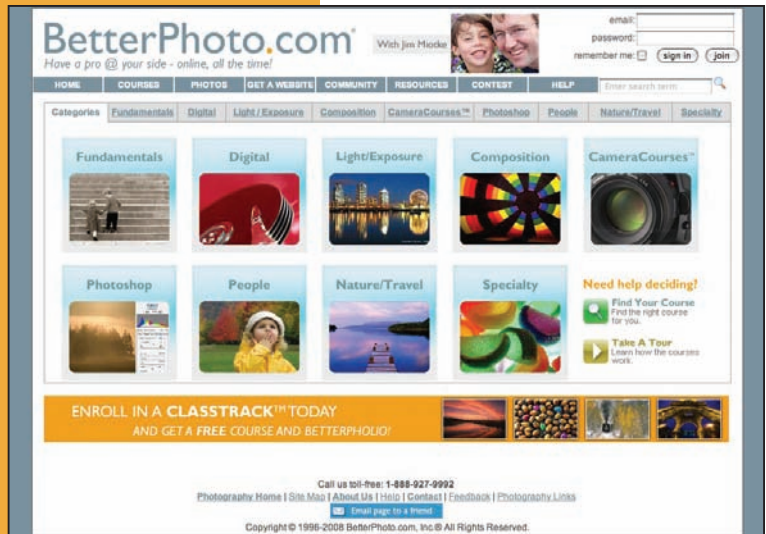 BetterPhoto.com®
Have a pro @ your side - online, all the time!
With Jim Miotke
email:
password:
remember me: sign in join
HOME COURSES PHOTOS GET A WEBSITE COMMUNITY RESOURCES CONTEST HELP Enter search term
Categories Fundamentals Digital Light / Exposure Composition CameraCourses™ Photoshop People Nature/Travel Specialty
Fundamentals Digital Light/Exposure Composition CameraCourses™
Photoshop People Nature/Travel Specialty Need help deciding?
Find Your Course
Find the right course
for you.
Take A Tour
Learn how the courses
work.
ENROLL IN A CLASSTRACK™ TODAY
AND GET A FREE COURSE AND BETTERPHOLIO!
Call us toll-free: 1-888-927-9992
Photography Home | Site Map | About Us | Help | Contact | Feedback | Photography Links
Email page to a friend
Copyright © 1996-2008 BetterPhoto.com, Inc.® All Rights Reserved.